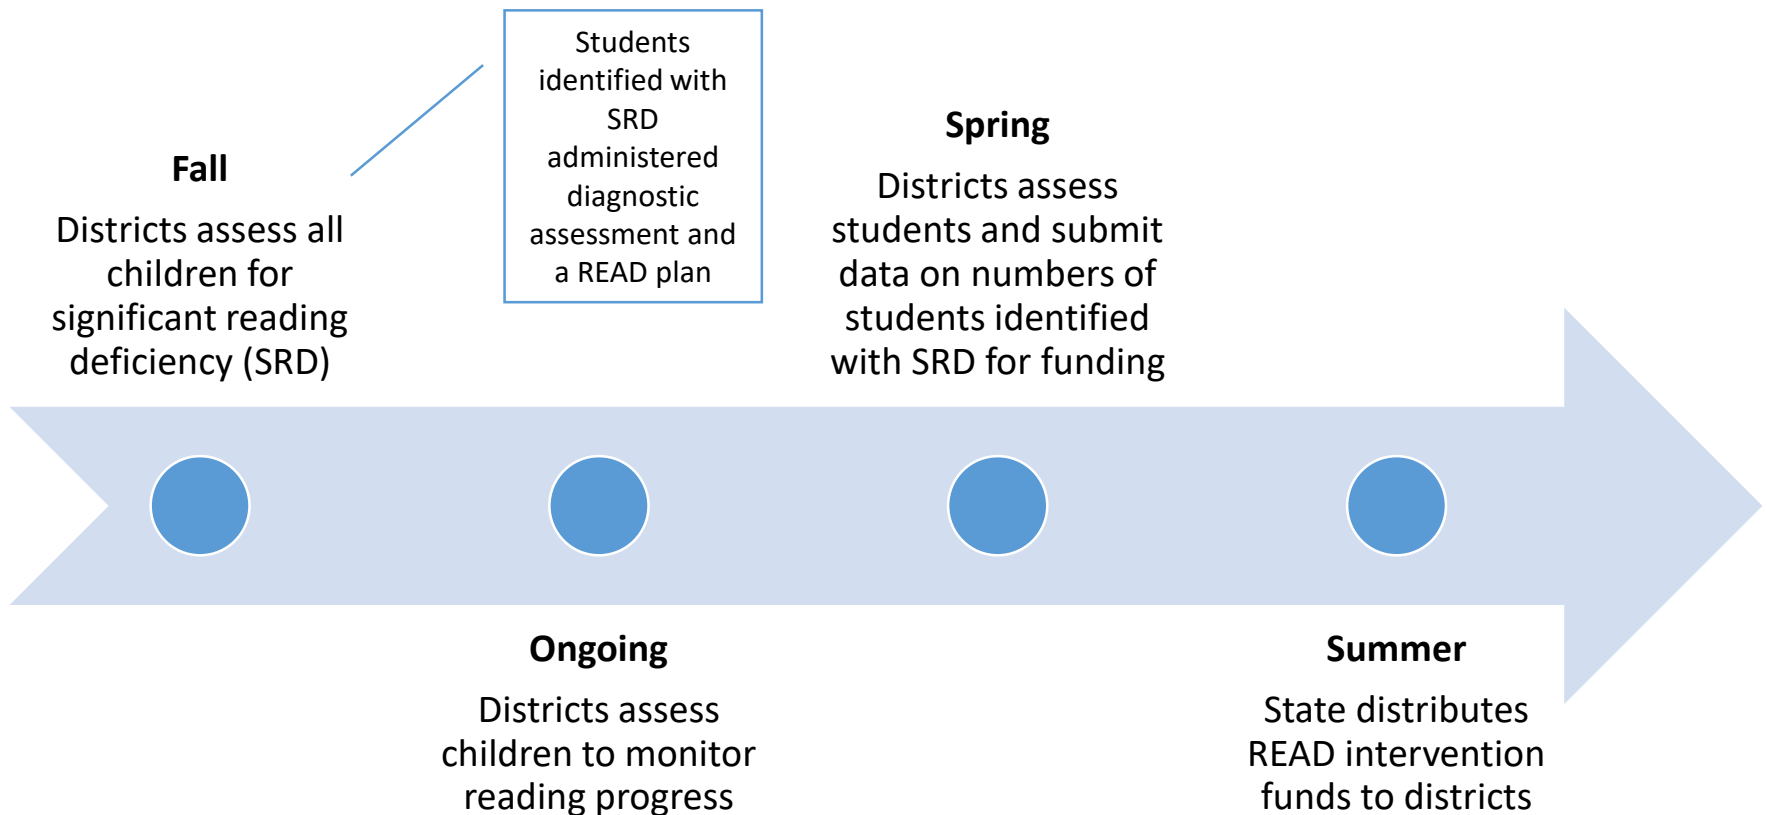 Fall
Districts assess all
children for
significant reading
deficiency (SRD)
Students
identified with
SRD
administered
diagnostic
assessment and
a READ plan
Ongoing
Districts assess
children to monitor
reading progress
Spring
Districts assess
students and submit
data on numbers of
students identified
with SRD for funding
Summer
State distributes
READ intervention
funds to districts